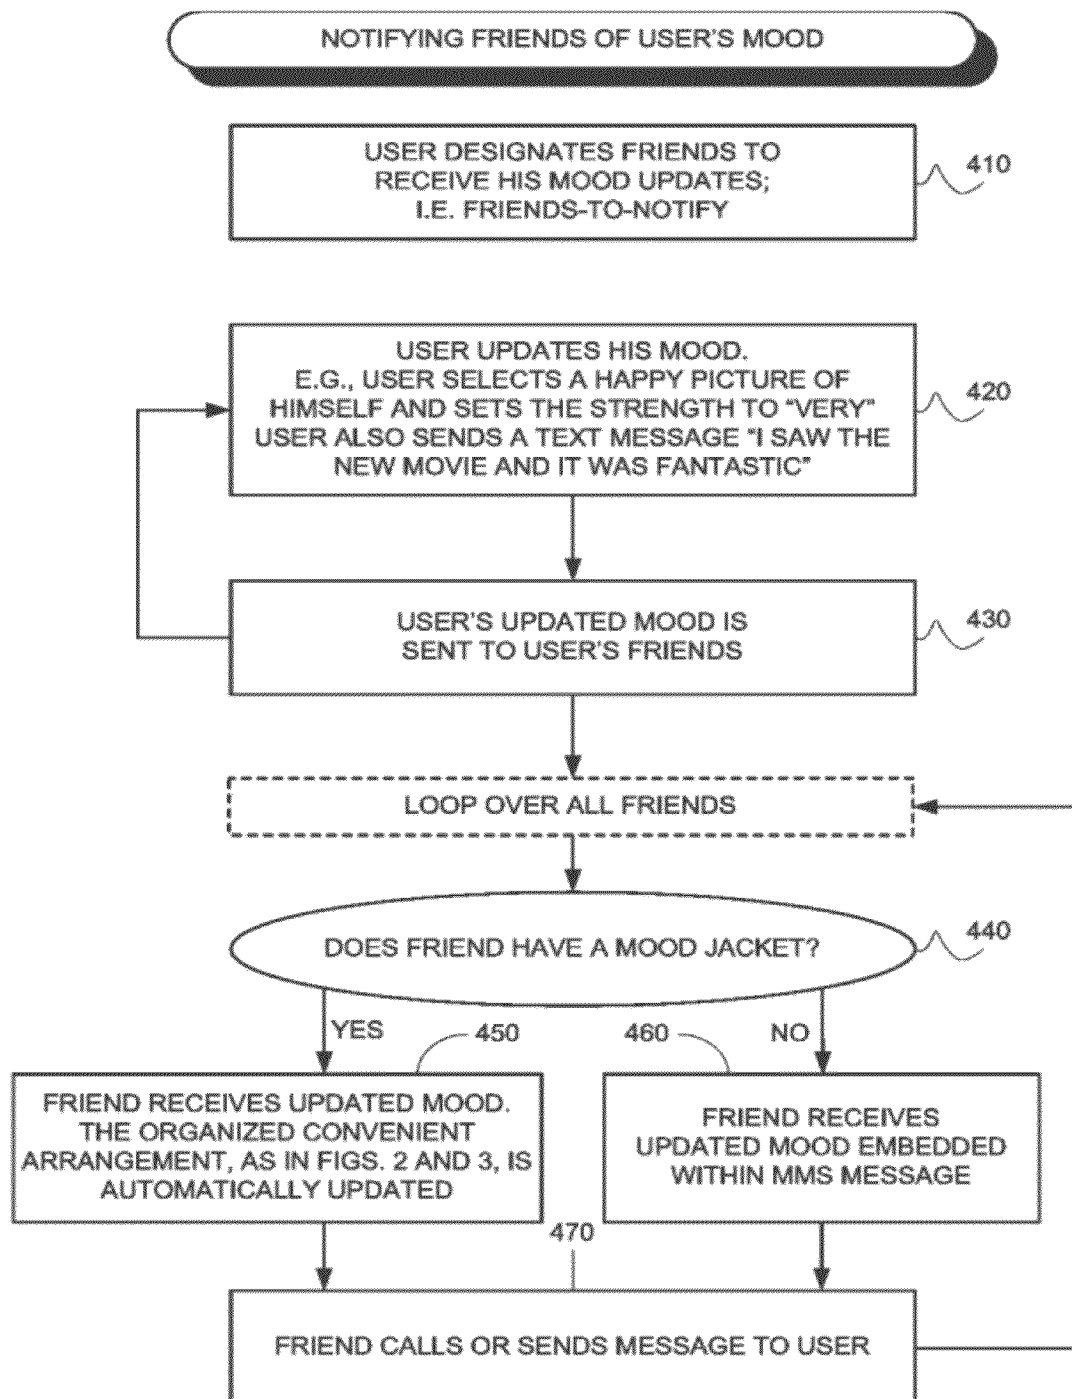 NOTIFYING FRIENDS OF USER'S MOOD
USER DESIGNATES FRIENDS TO
RECEIVE HIS MOOD UPDATES;
I.E. FRIENDS-TO-NOTIFY
410
USER UPDATES HIS MOOD.
E.G., USER SELECTS A HAPPY PICTURE OF
HIMSELF AND SETS THE STRENGTH TO "VERY"
USER ALSO SENDS A TEXT MESSAGE "I SAW THE
NEW MOVIE AND IT WAS FANTASTIC"
420
USER'S UPDATED MOOD IS
SENT TO USER'S FRIENDS
430
LOOP OVER ALL FRIENDS
DOES FRIEND HAVE A MOOD JACKET?
440
YES
450
460
NO
FRIEND RECEIVES UPDATED MOOD.
THE ORGANIZED CONVENIENT
ARRANGEMENT, AS IN FIGS. 2 AND 3, IS
AUTOMATICALLY UPDATED
FRIEND RECEIVES
UPDATED MOOD EMBEDDED
WITHIN MMS MESSAGE
470
FRIEND CALLS OR SENDS MESSAGE TO USER